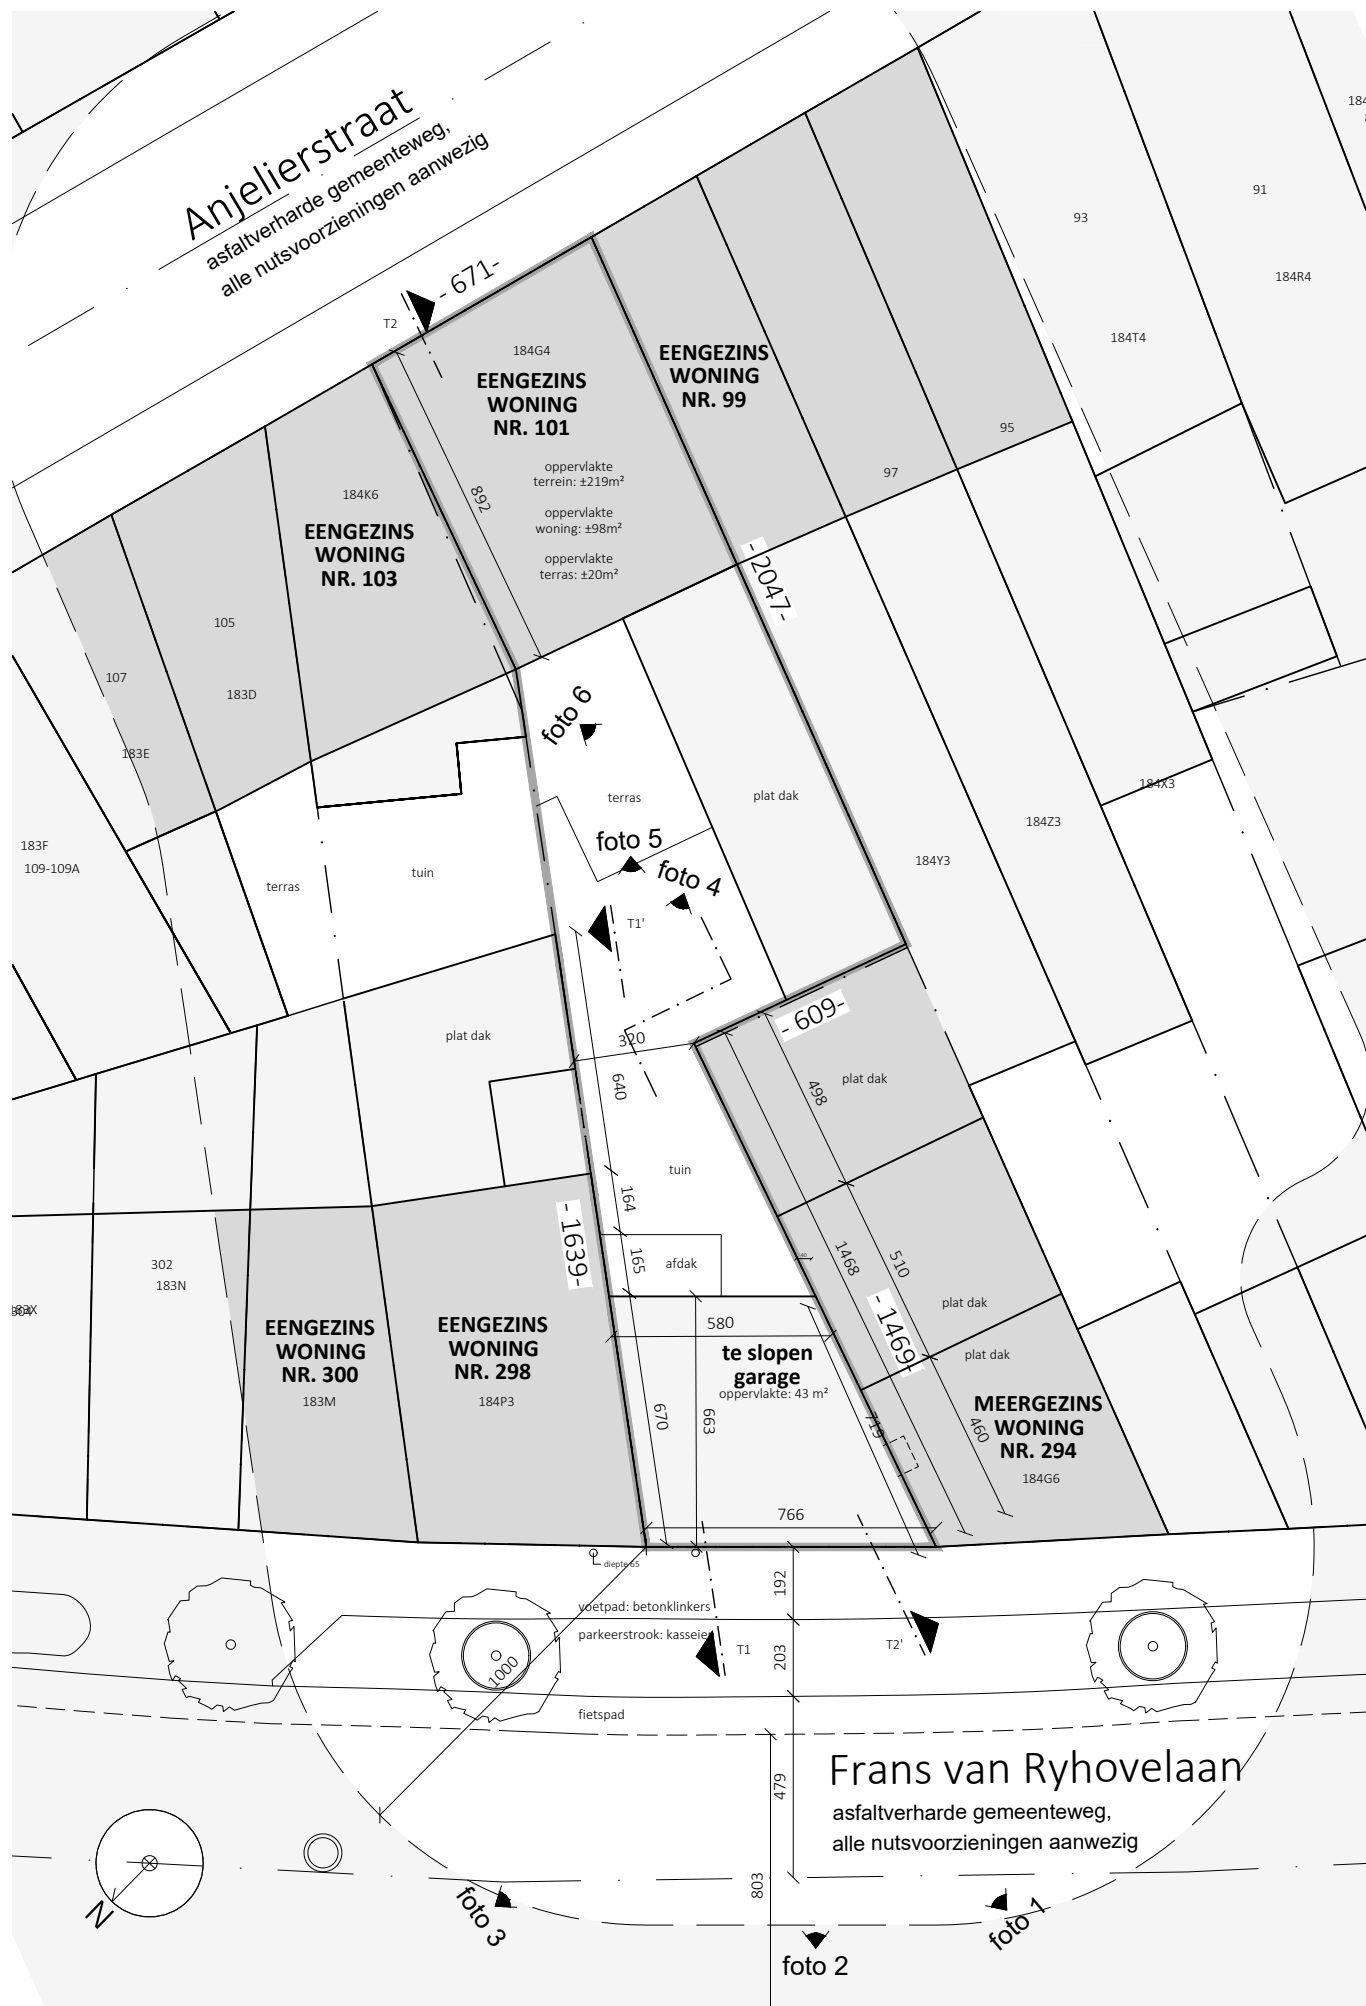 Anjelierstraat
asfaltverharde gemeenteweg,
alle nutsvoorzieningen aanwezig
- 671-
T2
184G4
EENGEZINS
WONING
NR. 101
oppervlakte
terrein: ±219m²
oppervlakte
woning: ±98m²
oppervlakte
terras: ±20m²
892
EENGEZINS
WONING
NR. 99
93
91
184R4
184T4
95
97
184K6
EENGEZINS
WONING
NR. 103
105
183D
107
183E
183F
109-109A
- 2047-
foto 6
terras
plat dak
foto 5
foto 4
T1'
tuin
terras
184X3
184Z3
184Y3
- 609-
320
640
498
plat dak
plat dak
tuin
164
165
afdak
- 1639-
1468
510
- 1469-
40
302
183N
EENGEZINS
WONING
NR. 300
183M
EENGEZINS
WONING
NR. 298
184P3
580
te slopen
garage
oppervlakte: 43 m²
670
663
719
766
plat dak
plat dak
MEERGEZINS
WONING
NR. 294
460
184G6
diepte 65
192
voetpad: betonklinkers
parkeerstrook: kasseien
T1
T2'
203
1000
fietspad
479
803
Frans van Ryhovelaan
asfaltverharde gemeenteweg,
alle nutsvoorzieningen aanwezig
N
foto 3
foto 2
foto 1